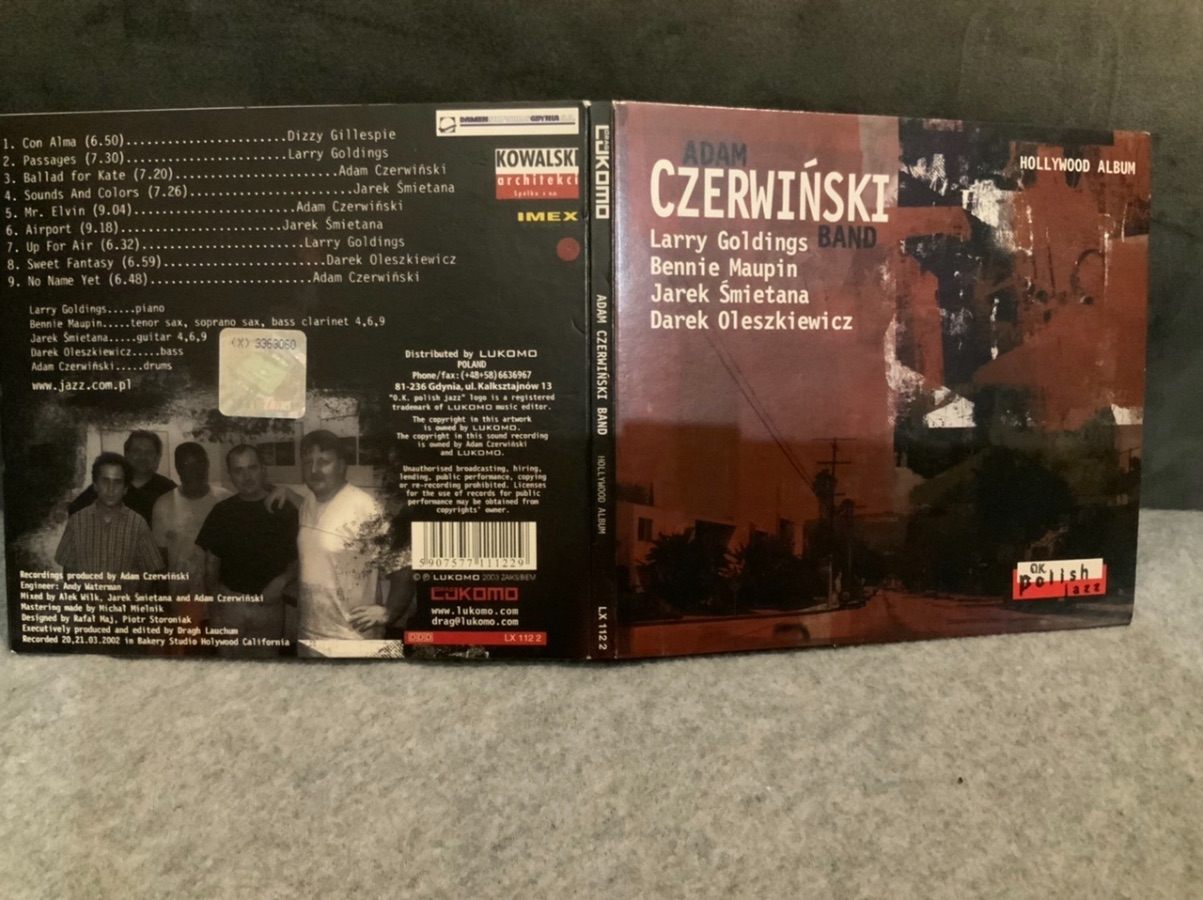 1. Con Alma (6.50)........................Dizzy Gillespie
2. Passages (7.30)........................Larry Goldings
3. Ballad for Kate (7.20)........................Adam Czerwiński
4. Sounds And Colors (7.26)........................Jarek Śmietana
5. Mr. Elvin (9.04)........................Adam Czerwiński
6. Airport (9.18)........................Jarek Śmietana
7. Up For Air (6.32)........................Larry Goldings
8. Sweet Fantasy (6.59)........................Darek Oleszkiewicz
9. No Name Yet (6.48)........................Adam Czerwiński
Larry Goldings.....piano
Bennie Maupin.....tenor sax, soprano sax, bass clarinet 4,6,9
Jarek Śmietana.....guitar 4,6,9
Darek Oleszkiewicz.....bass
Adam Czerwiński.....drums
www.jazz.com.pl
(X) 3363060
DAMEN GDYNIA
KOWALSKI
architekci
Spółka z oo
IMEX
Distributed by LUKOMO
POLAND
Phone/fax:(+48+58)6636967
81-236 Gdynia, ul. Kalksztajnów 13
"O.K. polish jazz" logo is a registered
trademark of LUKOMO music editor.
The copyright in this artwork
is owned by LUKOMO.
The copyright in this sound recording
is owned by Adam Czerwiński
and LUKOMO.
Unauthorised broadcasting, hiring,
lending, public performance, copying
or re-recording prohibited. Licenses
for the use of records for public
performance may be obtained from
copyrights' owner.
5907577111229
© ℗ LUKOMO 2003 ZAKS/BIEM
LUKOMO
www.lukomo.com
drag@lukomo.com
DDD LX 112 2
Recordings produced by Adam Czerwiński
Engineer: Andy Waterman
Mixed by Alek Wilk, Jarek Śmietana and Adam Czerwiński
Mastering made by Michał Mielnik
Designed by Rafał Maj, Piotr Storoniak
Executively produced and edited by Dragh Lauchum
Recorded 20,21.03.2002 in Bakery Studio Holywood California
LUKOMO
ADAM CZERWIŃSKI BAND
HOLLYWOOD ALBUM
LX 112 2
ADAM
CZERWIŃSKI
BAND
Larry Goldings
Bennie Maupin
Jarek Śmietana
Darek Oleszkiewicz
HOLLYWOOD ALBUM
O.K.
polish
jazz